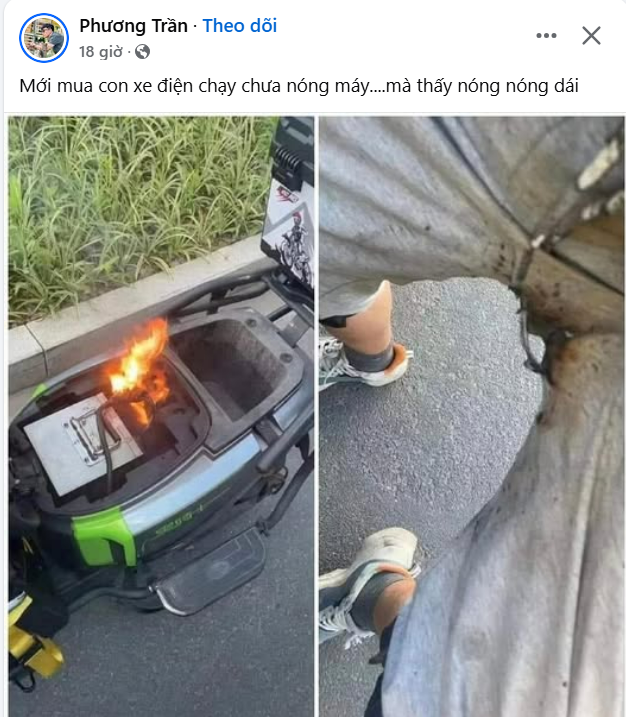 Phương Trần · Theo dõi
18 giờ ·
Mới mua con xe điện chạy chưa nóng máy....mà thấy nóng nóng dái